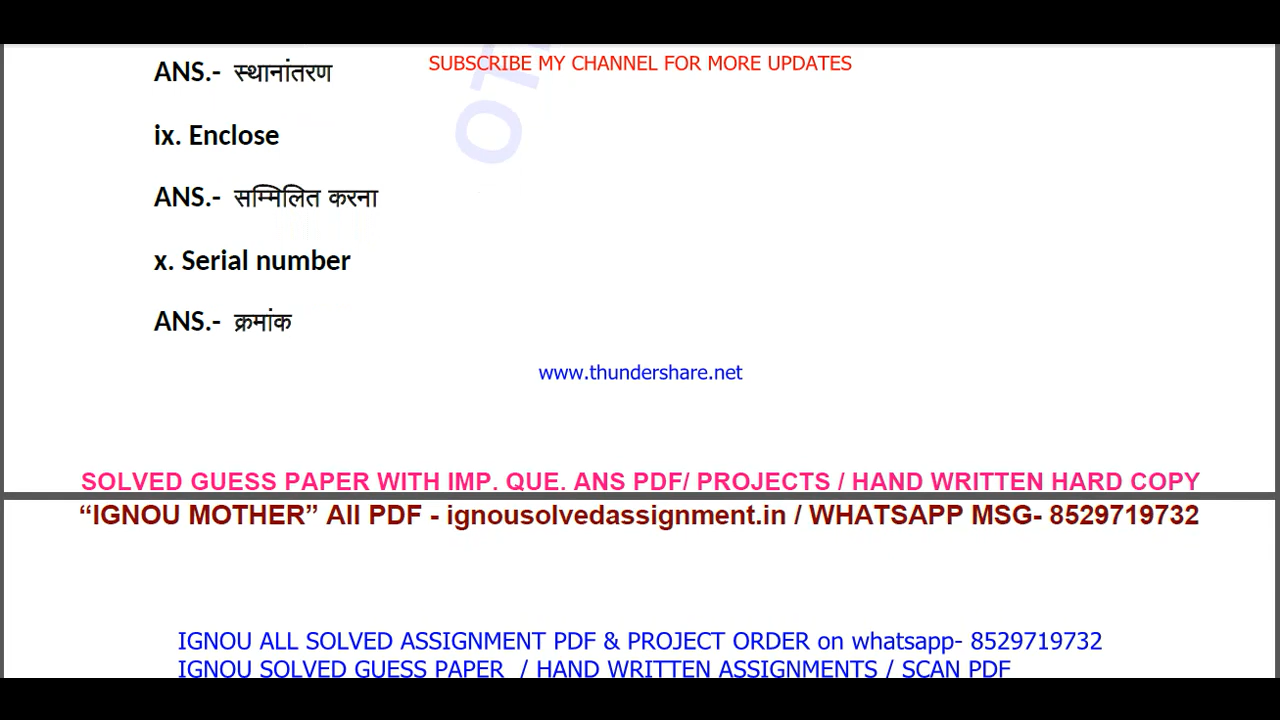 SUBSCRIBE MY CHANNEL FOR MORE UPDATES
ANS.- स्थानांतरण
ix. Enclose
ANS.- सम्मिलित करना
x. Serial number
ANS.- क्रमांक
www.thundershare.net
SOLVED GUESS PAPER WITH IMP. QUE. ANS PDF/ PROJECTS / HAND WRITTEN HARD COPY
“IGNOU MOTHER” All PDF - ignousolvedassignment.in / WHATSAPP MSG- 8529719732
IGNOU ALL SOLVED ASSIGNMENT PDF & PROJECT ORDER on whatsapp- 8529719732
IGNOU SOLVED GUESS PAPER / HAND WRITTEN ASSIGNMENTS / SCAN PDF